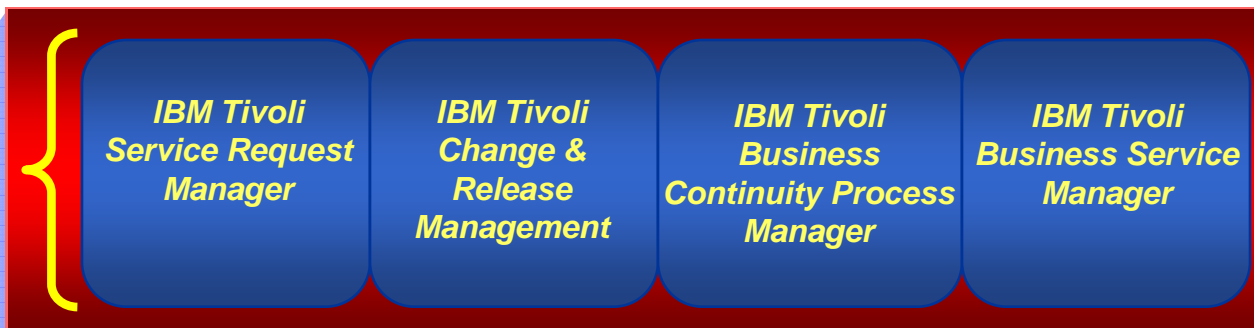 IBM Tivoli
Service Request
Manager
IBM Tivoli
Change &
Release
Management
IBM Tivoli
Business
Continuity Process
Manager
IBM Tivoli
Business Service
Manager